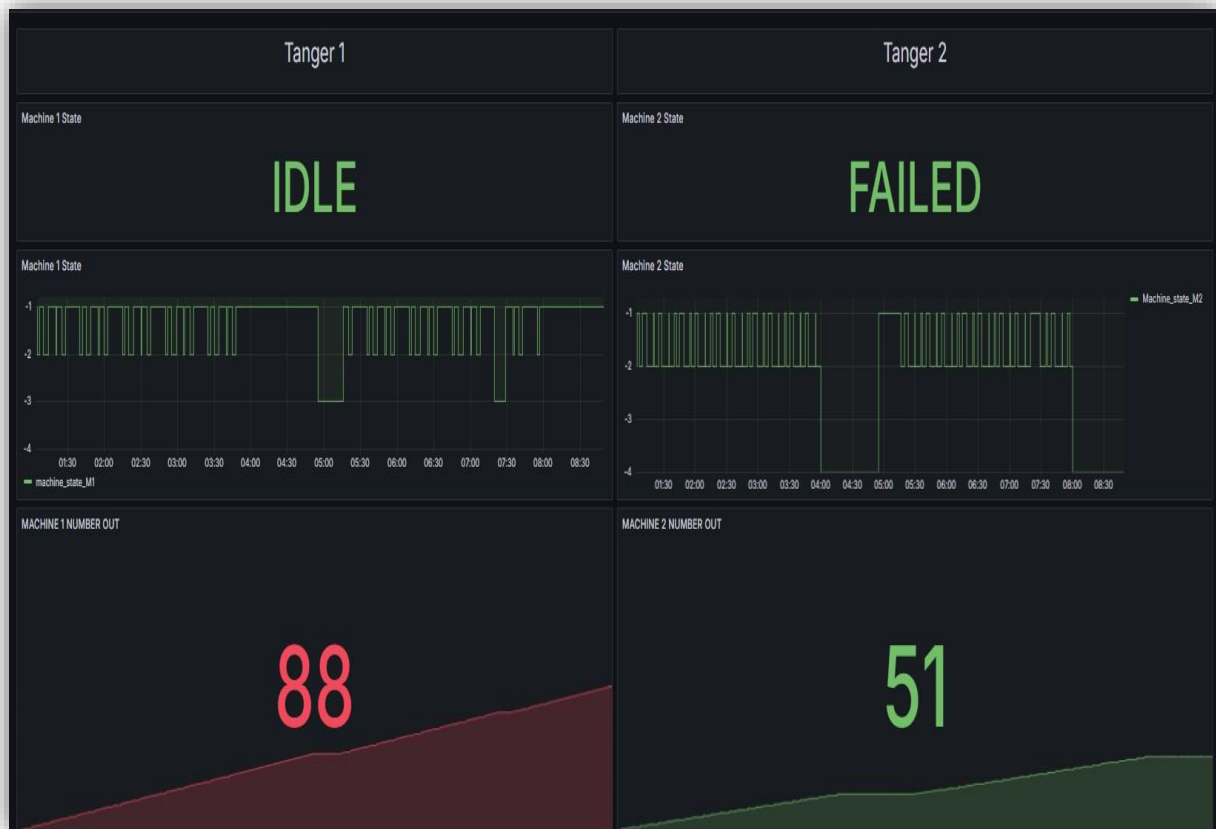 Tanger 1
Tanger 2
Machine 1 State
IDLE
Machine 2 State
FAILED
Machine 1 State
-1
-2
-3
-4
01:30 02:00 02:30 03:00 03:30 04:00 04:30 05:00 05:30 06:00 06:30 07:00 07:30 08:00 08:30
machine_state_M1
Machine 2 State
-1
-2
-3
-4
01:30 02:00 02:30 03:00 03:30 04:00 04:30 05:00 05:30 06:00 06:30 07:00 07:30 08:00 08:30
Machine_state_M2
MACHINE 1 NUMBER OUT
88
MACHINE 2 NUMBER OUT
51